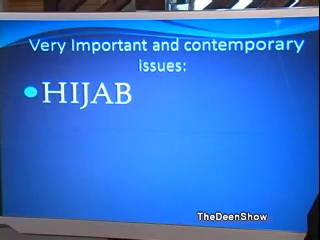 Very Important and contemporary
issues:
HIJAB
TheDeenShow